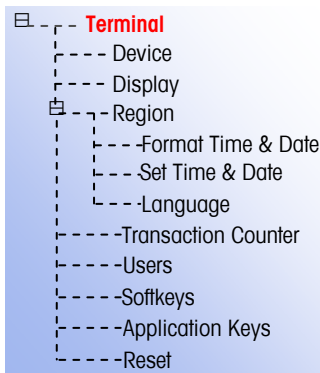 Terminal
Device
Display
Region
Format Time & Date
Set Time & Date
Language
Transaction Counter
Users
Softkeys
Application Keys
Reset